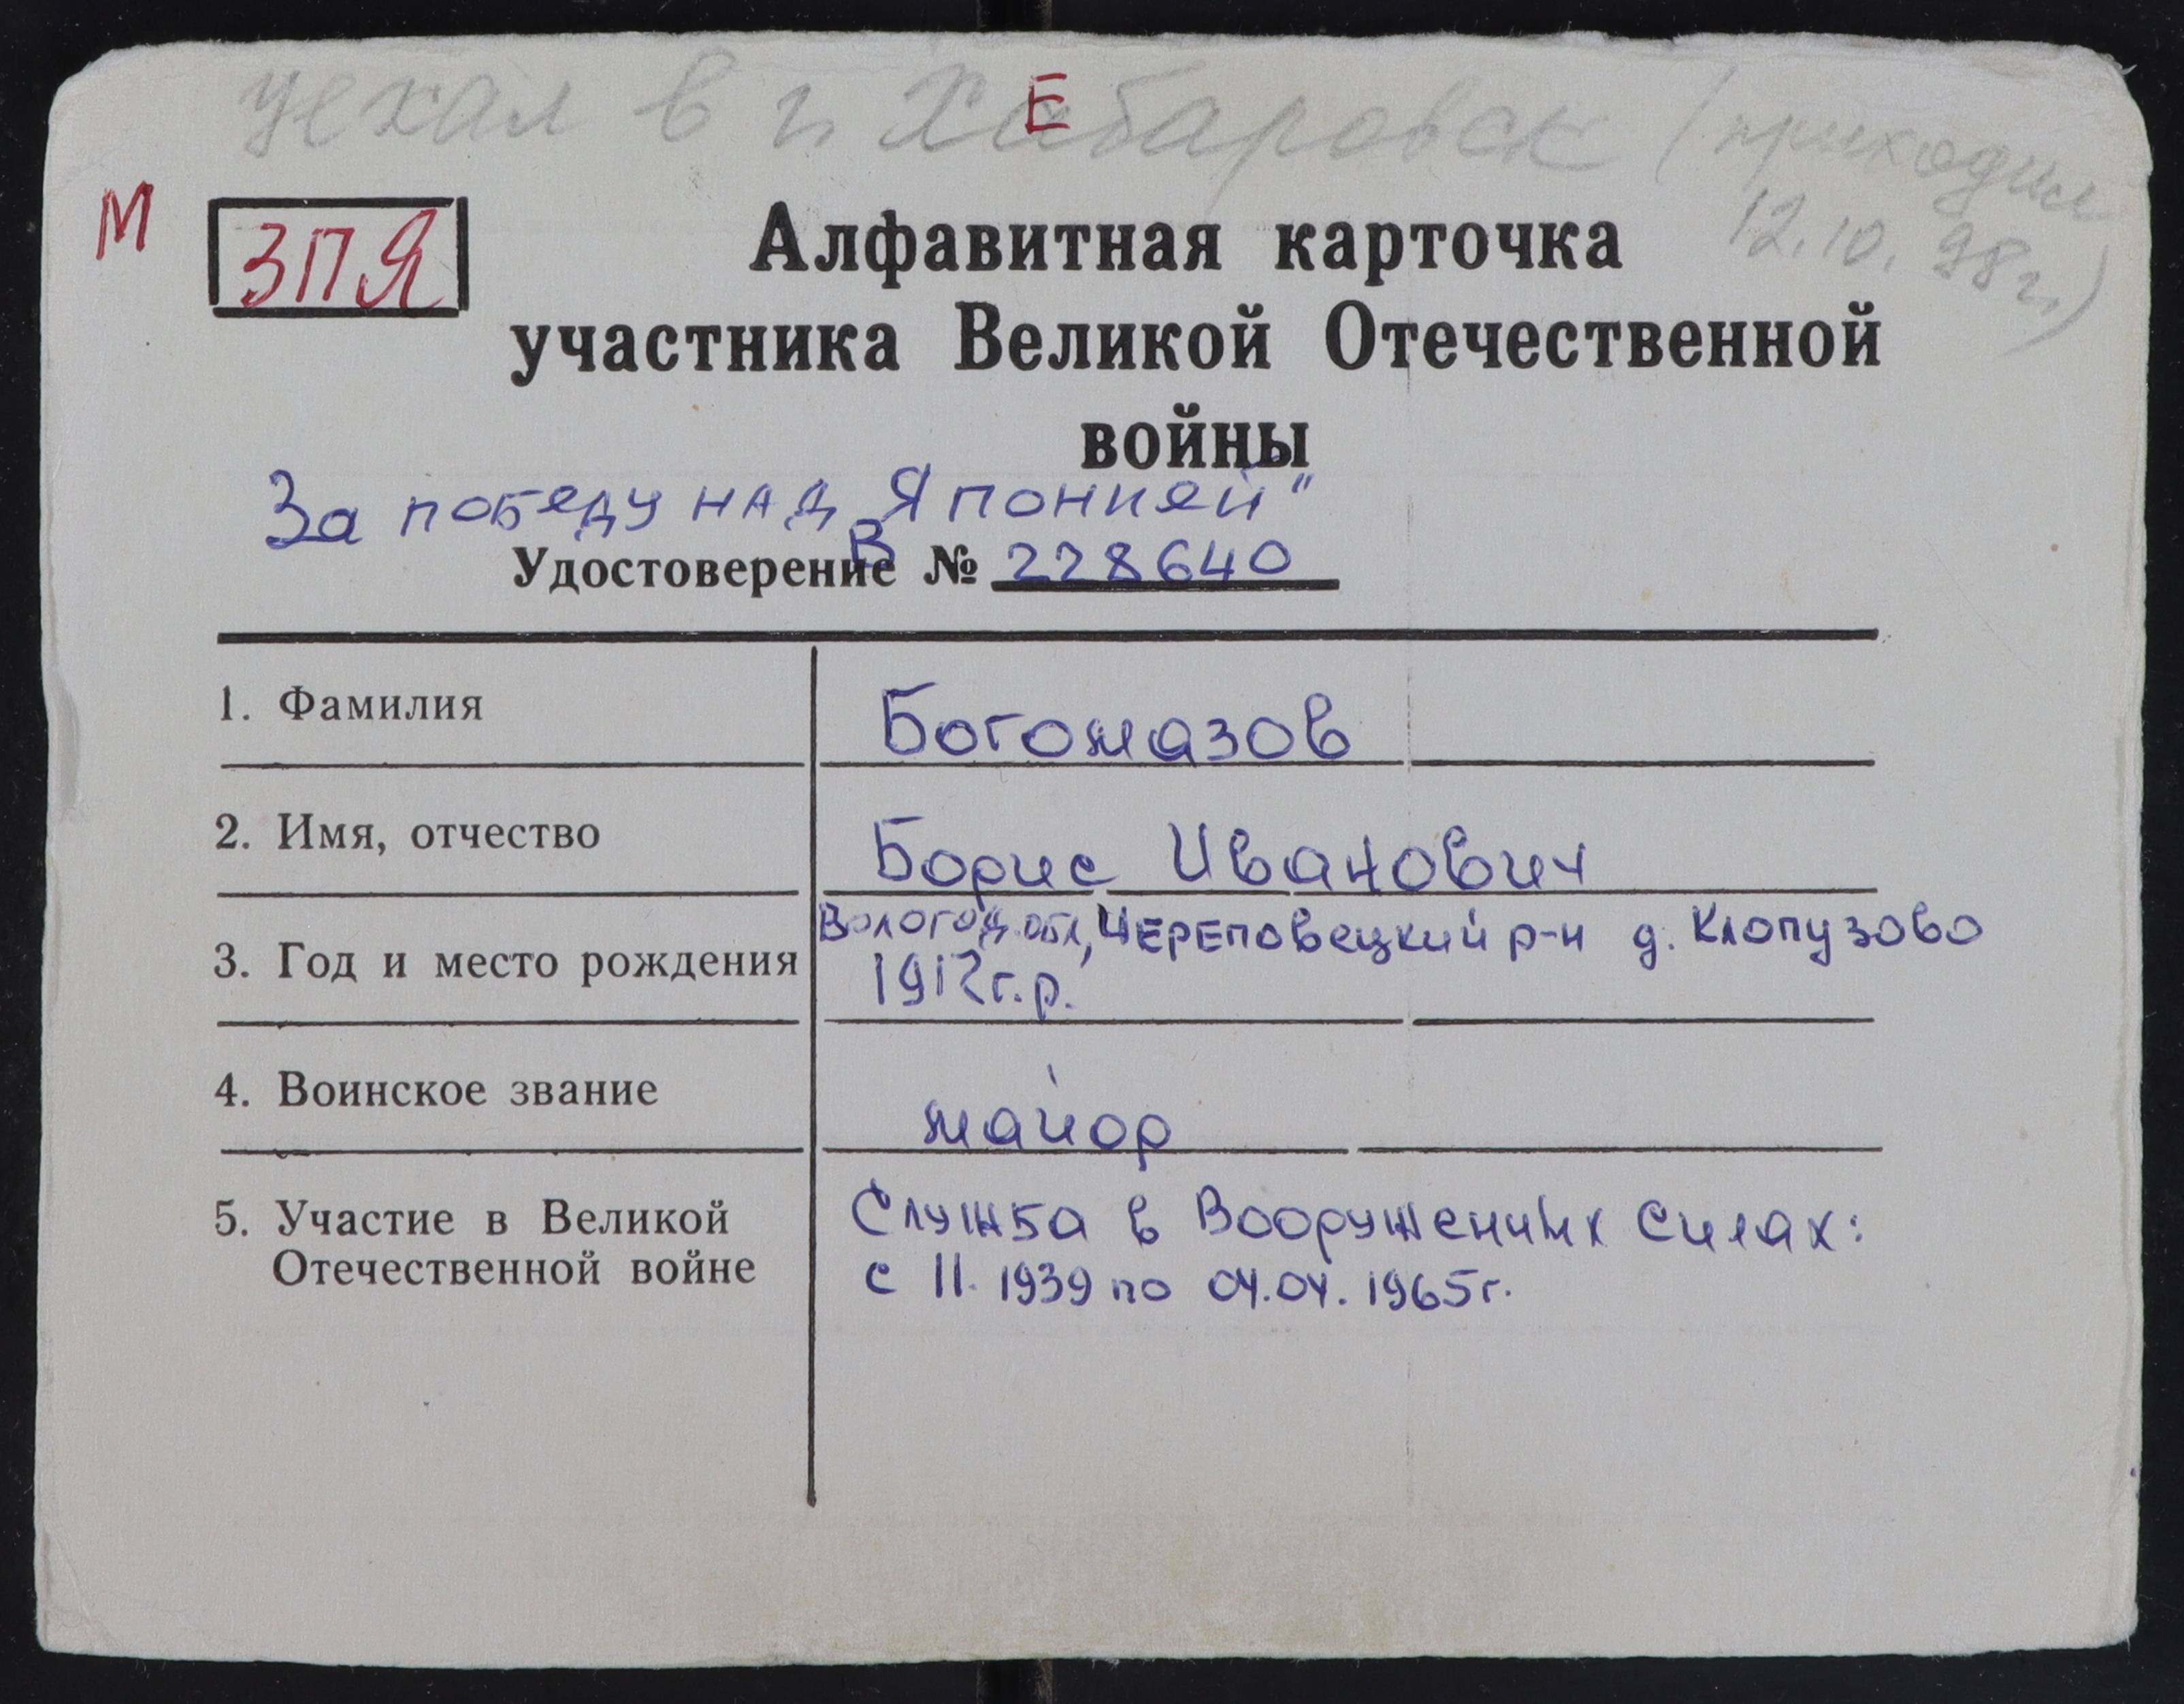 уехал в г. Хабаровск (приходил
12.10.98г.)
Е
М
ЗПЯ
Алфавитная карточка
участника Великой Отечественной
войны
За победу над „Японией"
В
Удостоверение № 228640
1. Фамилия
Богомазов
2. Имя, отчество
Борис Иванович
3. Год и место рождения
Вологод. обл, Череповецкий р-н д. Клопузово
1912г.р.
4. Воинское звание
майор
5. Участие в Великой
Отечественной войне
Служба в Вооруженных Силах:
с 11. 1939 по 04.04. 1965г.